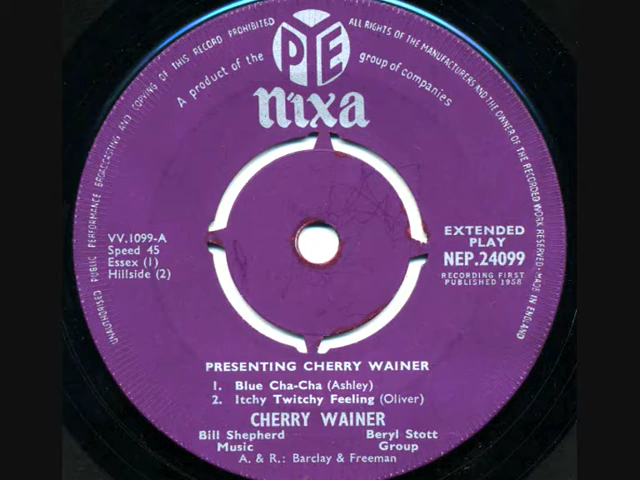 UNAUTHORISED PUBLIC PERFORMANCE BROADCASTING AND COPYING OF THIS RECORD PROHIBITED
ALL RIGHTS OF THE MANUFACTURERS AND THE OWNER OF THE RECORDED WORK RESERVED · MADE IN ENGLAND
A product of the PYE group of companies
nixa
VV.1099-A
Speed 45
Essex (1)
Hillside (2)
EXTENDED
PLAY
NEP.24099
RECORDING FIRST
PUBLISHED 1958
PRESENTING CHERRY WAINER
1. Blue Cha-Cha (Ashley)
2. Itchy Twitchy Feeling (Oliver)
CHERRY WAINER
Bill Shepherd Beryl Stott
Music Group
A. & R.: Barclay & Freeman